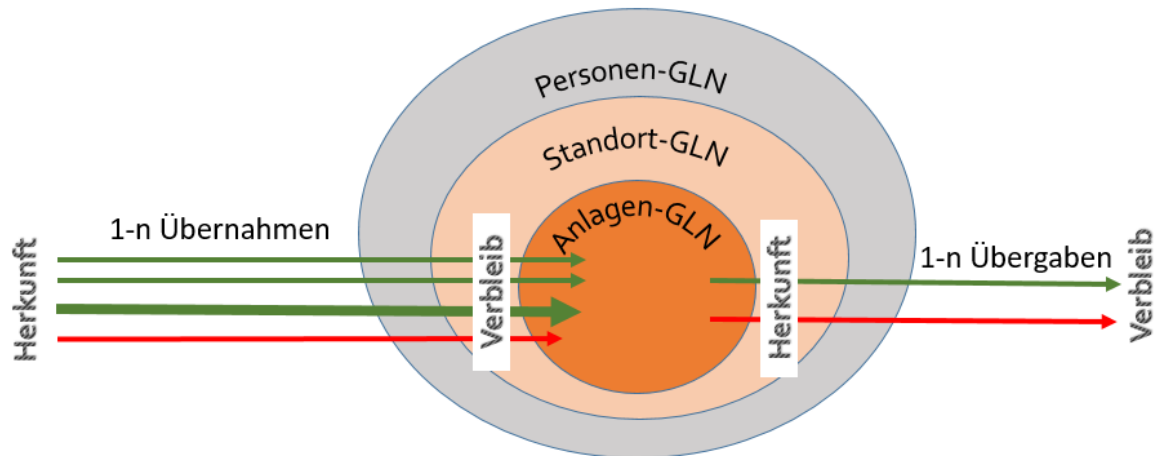 Personen-GLN
Standort-GLN
Anlagen-GLN
Herkunft
1-n Übernahmen
Verbleib
Herkunft
1-n Übergaben
Verbleib